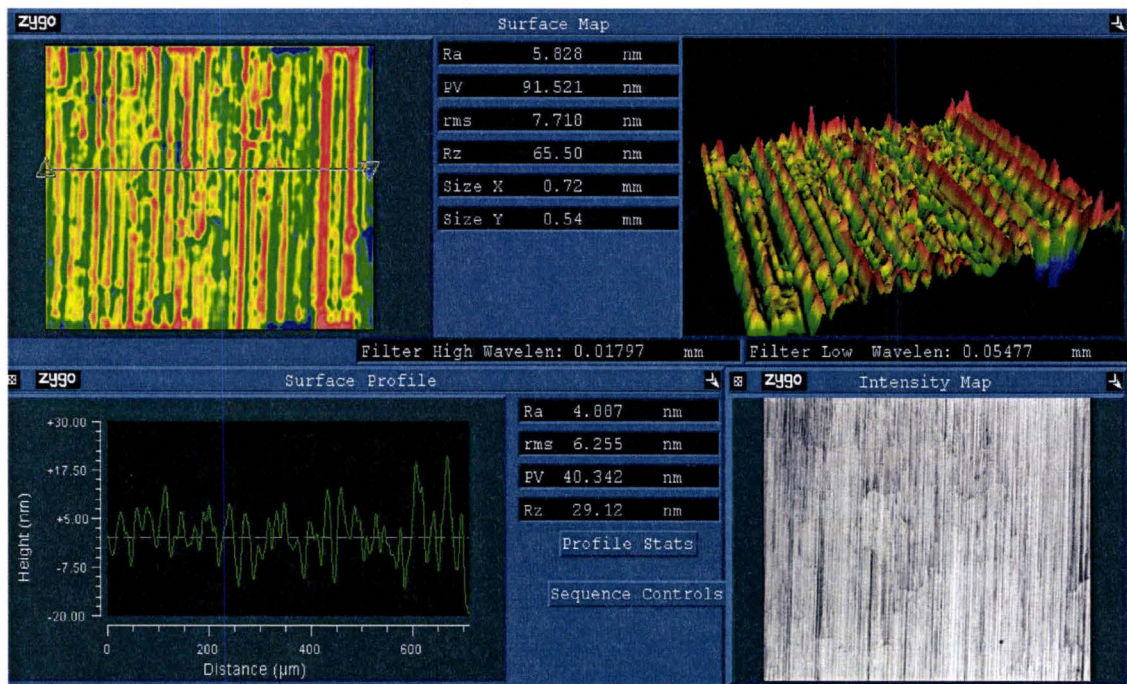 zygo
Surface Map
Ra 5.828 nm
PV 91.521 nm
rms 7.718 nm
Rz 65.50 nm
Size X 0.72 mm
Size Y 0.54 mm
Filter High Wavelen: 0.01797 mm
Filter Low Wavelen: 0.05477 mm
zygo
Surface Profile
Height (nm)
+30.00
+17.50
+5.00
-7.50
-20.00
0 200 400 600
Distance (µm)
Ra 4.887 nm
rms 6.255 nm
PV 40.342 nm
Rz 29.12 nm
Profile Stats
Sequence Controls
zygo
Intensity Map